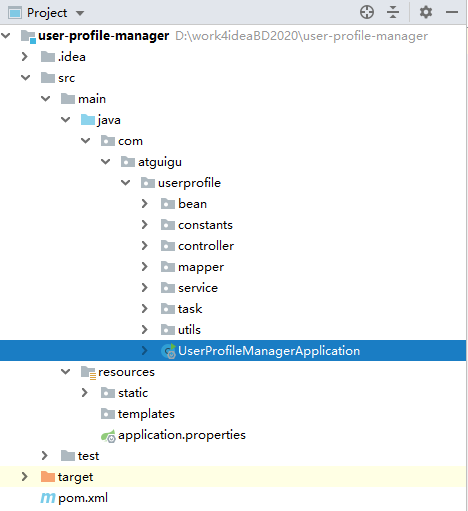 Project
user-profile-manager D:\work4ideaBD2020\user-profile-manager
.idea
src
main
java
com
atguigu
userprofile
bean
constants
controller
mapper
service
task
utils
UserProfileManagerApplication
resources
static
templates
application.properties
test
target
pom.xml